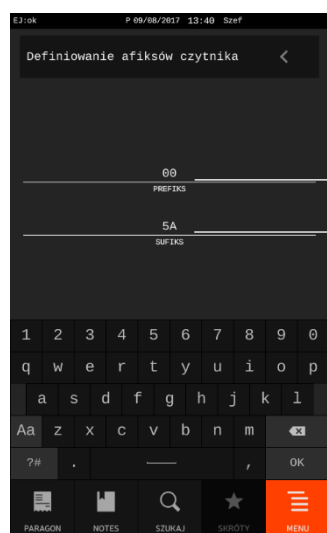 EJ:ok P 09/08/2017 13:40 Szef
Definiowanie afiksów czytnika <
00
PREFIKS
5A
SUFIKS
1 2 3 4 5 6 7 8 9 0
q w e r t y u i o p
a s d f g h j k l
Aa z x c v b n m
?# . , OK
PARAGON NOTES SZUKAJ SKRÓTY MENU